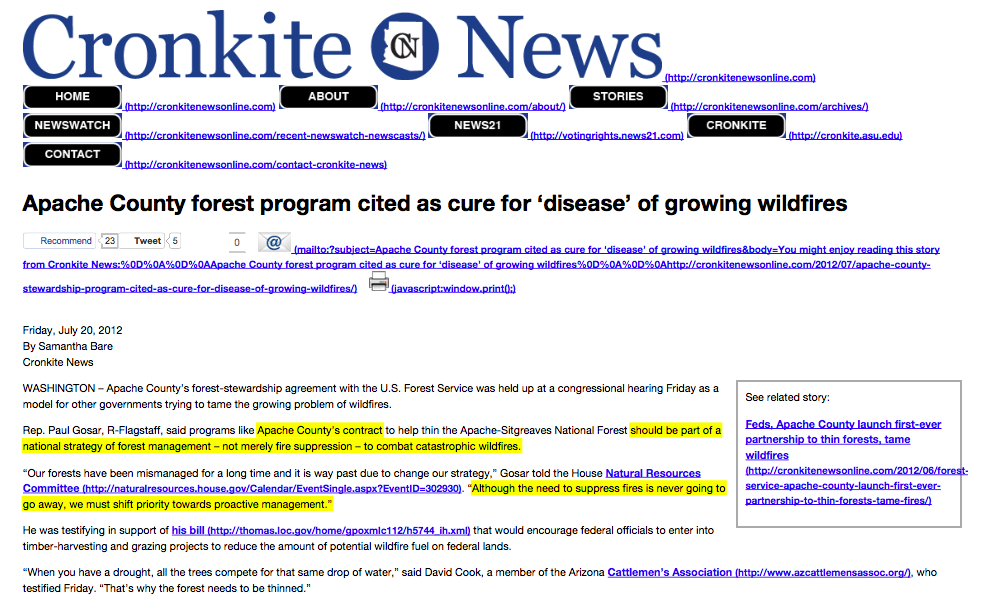 Cronkite CN News (http://cronkitenewsonline.com)
HOME (http://cronkitenewsonline.com) ABOUT (http://cronkitenewsonline.com/about/) STORIES (http://cronkitenewsonline.com/archives/)
NEWSWATCH (http://cronkitenewsonline.com/recent-newswatch-newscasts/) NEWS21 (http://votingrights.news21.com) CRONKITE (http://cronkite.asu.edu)
CONTACT (http://cronkitenewsonline.com/contact-cronkite-news)
Apache County forest program cited as cure for ‘disease’ of growing wildfires
Recommend 23 Tweet 5 0 @ (mailto:?subject=Apache County forest program cited as cure for ‘disease’ of growing wildfires&body=You might enjoy reading this story
from Cronkite News:%0D%0A%0D%0AApache County forest program cited as cure for ‘disease’ of growing wildfires%0D%0A%0D%0Ahttp://cronkitenewsonline.com/2012/07/apache-county-
stewardship-program-cited-as-cure-for-disease-of-growing-wildfires/) (javascript:window.print();)
Friday, July 20, 2012
By Samantha Bare
Cronkite News
WASHINGTON – Apache County’s forest-stewardship agreement with the U.S. Forest Service was held up at a congressional hearing Friday as a
model for other governments trying to tame the growing problem of wildfires.
Rep. Paul Gosar, R-Flagstaff, said programs like Apache County’s contract to help thin the Apache-Sitgreaves National Forest should be part of a
national strategy of forest management – not merely fire suppression – to combat catastrophic wildfires.
“Our forests have been mismanaged for a long time and it is way past due to change our strategy,” Gosar told the House Natural Resources
Committee (http://naturalresources.house.gov/Calendar/EventSingle.aspx?EventID=302930). “Although the need to suppress fires is never going to
go away, we must shift priority towards proactive management.”
He was testifying in support of his bill (http://thomas.loc.gov/home/gpoxmlc112/h5744_ih.xml) that would encourage federal officials to enter into
timber-harvesting and grazing projects to reduce the amount of potential wildfire fuel on federal lands.
“When you have a drought, all the trees compete for that same drop of water,” said David Cook, a member of the Arizona Cattlemen’s Association (http://www.azcattlemensassoc.org/), who
testified Friday. “That’s why the forest needs to be thinned.”
See related story:
Feds, Apache County launch first-ever
partnership to thin forests, tame
wildfires
(http://cronkitenewsonline.com/2012/06/forest-
service-apache-county-launch-first-ever-
partnership-to-thin-forests-tame-fires/)